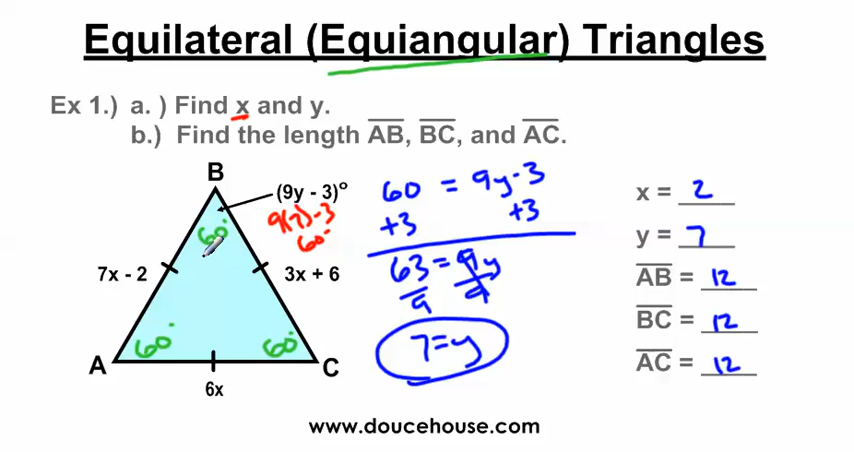 Equilateral (Equiangular) Triangles
Ex 1.) a. ) Find x and y.
b.) Find the length AB, BC, and AC.
B
(9y - 3)°
9(7) - 3
60°
60°
7x - 2
3x + 6
60°
60°
A
C
6x
60 = 9y - 3
+3 +3
63 = 9y
9 9
7 = y
x = 2
y = 7
AB = 12
BC = 12
AC = 12
www.doucehouse.com